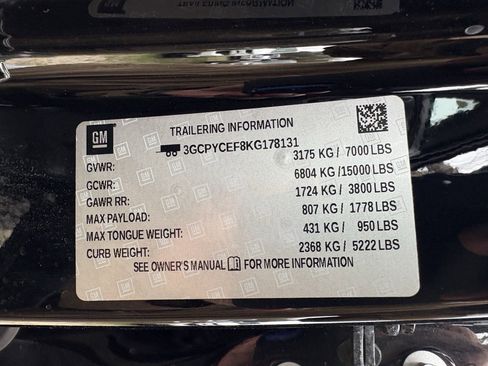 GM
TRAILERING INFORMATION
3GCPYCEF8KG178131
GVWR: 3175 KG / 7000 LBS
GCWR: 6804 KG / 15000 LBS
GAWR RR: 1724 KG / 3800 LBS
MAX PAYLOAD: 807 KG / 1778 LBS
MAX TONGUE WEIGHT: 431 KG / 950 LBS
CURB WEIGHT: 2368 KG / 5222 LBS
SEE OWNER'S MANUAL FOR MORE INFORMATION